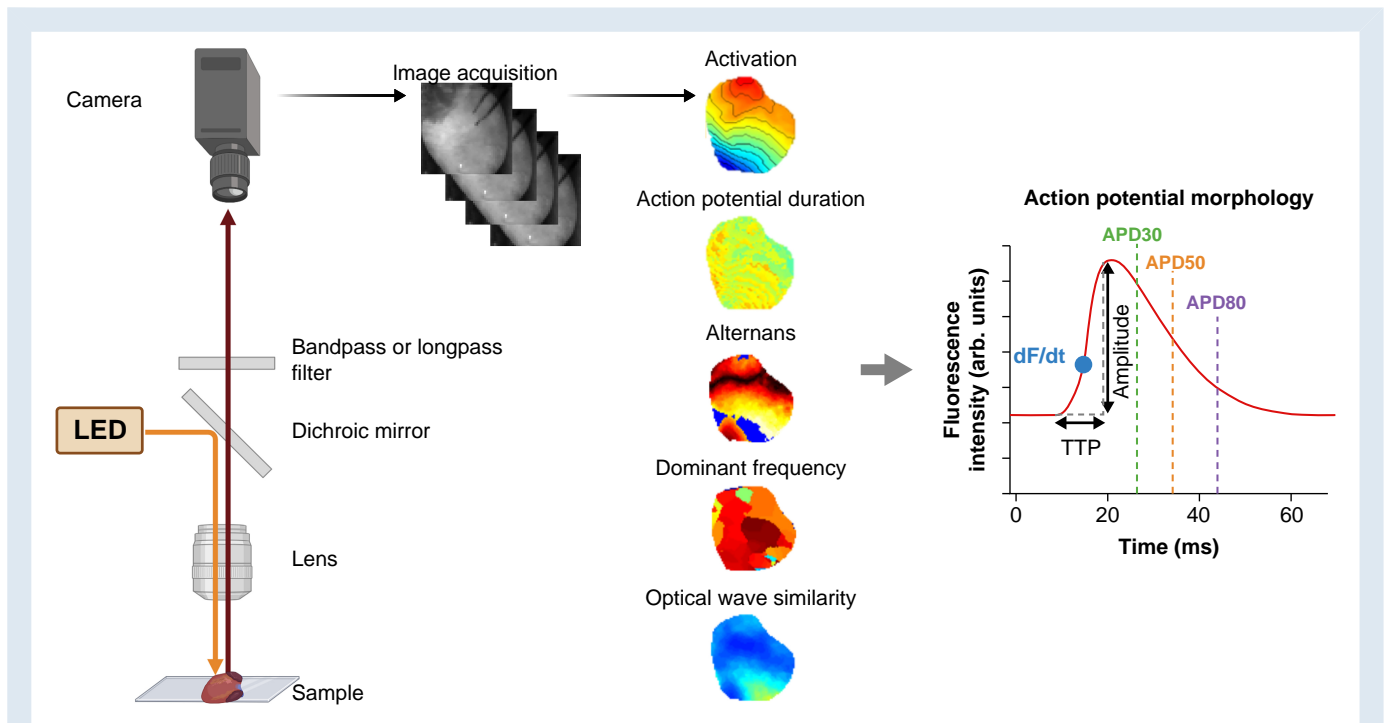 Camera
Image acquisition
Activation
Action potential duration
Alternans
Dominant frequency
Optical wave similarity
Bandpass or longpass
filter
LED
Dichroic mirror
Lens
Sample
Action potential morphology
APD30
APD50
APD80
dF/dt
Amplitude
TTP
Fluorescence
intensity (arb. units)
0 20 40 60
Time (ms)